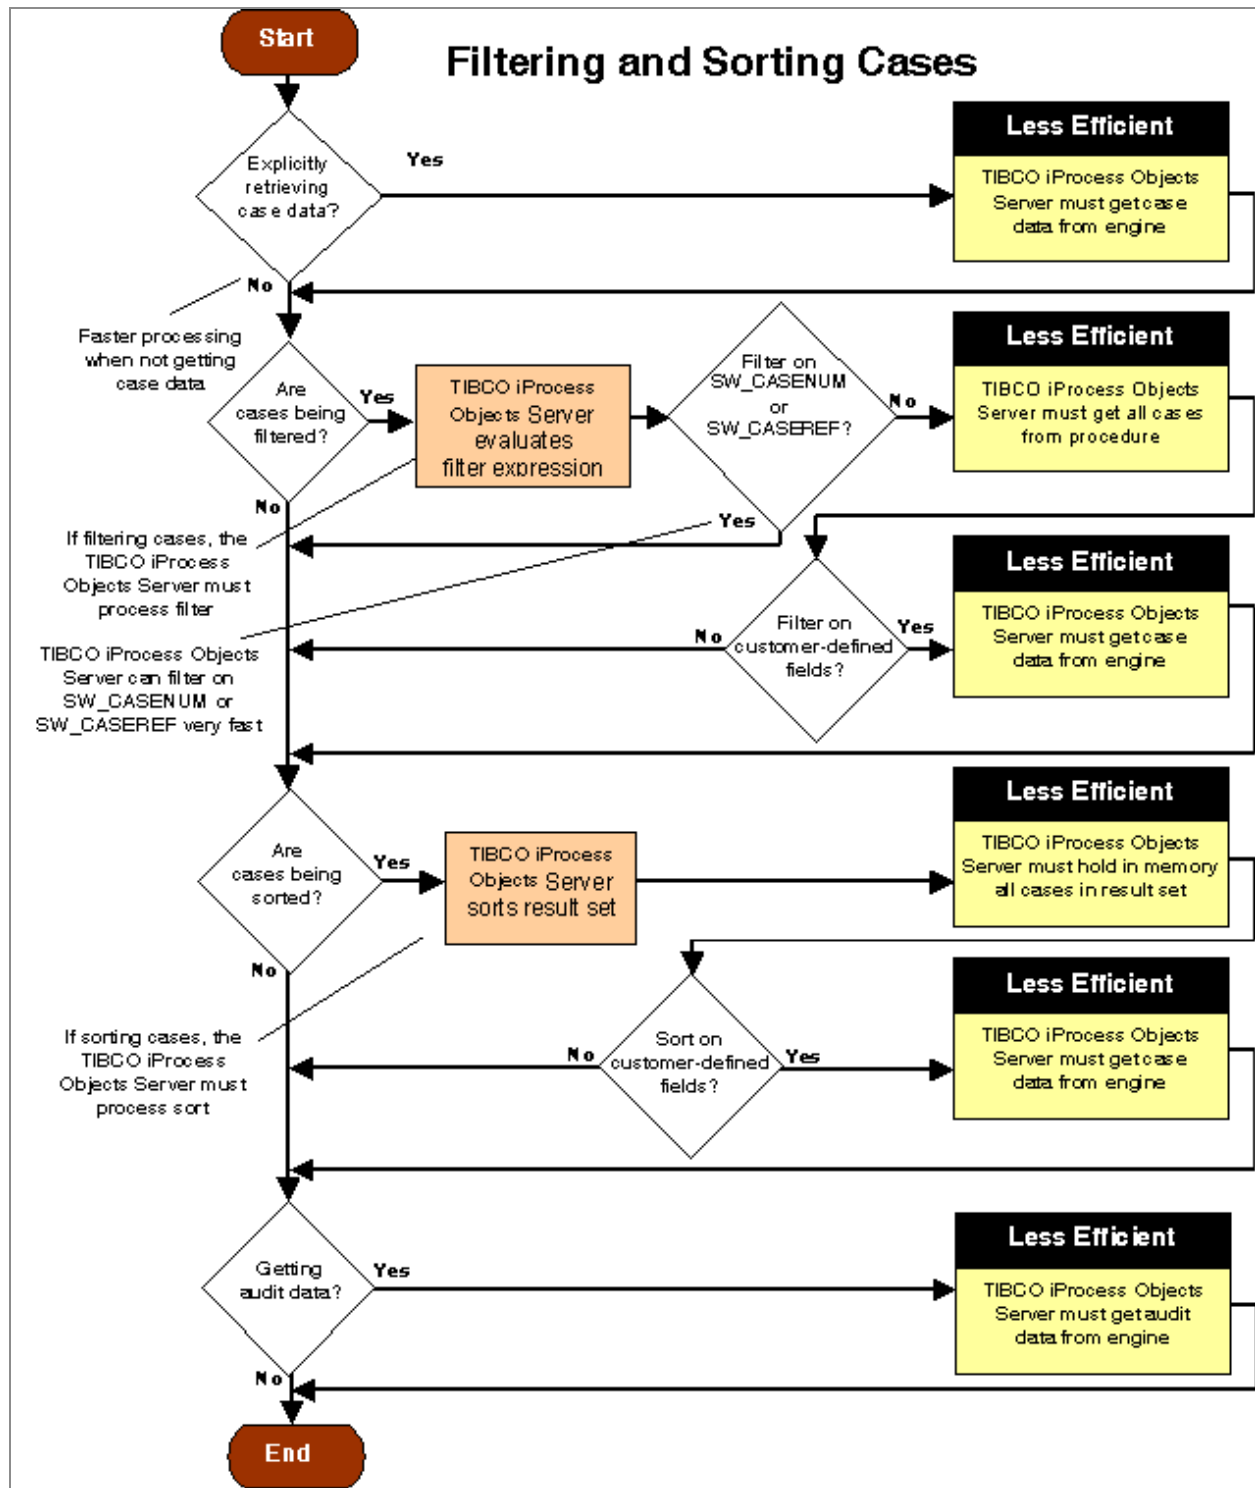 Start
Filtering and Sorting Cases
Less Efficient
Explicitly
retrieving
case data?
Yes
TIBCO iProcess Objects
Server must get case
data from engine
No
Faster processing
when not getting
case data
Are
cases being
filtered?
Yes
TIBCO iProcess
Objects Server
evaluates
filter expression
Filter on
SW_CASENUM
or
SW_CASEREF?
No
Less Efficient
TIBCO iProcess Objects
Server must get all cases
from procedure
No
Yes
If filtering cases, the
TIBCO iProcess
Objects Server must
process filter
Less Efficient
TIBCO iProcess Objects
Server must get case
data from engine
No
Filter on
customer-defined
fields?
Yes
TIBCO iProcess Objects
Server can filter on
SW_CASENUM or
SW_CASEREF very fast
Are
cases being
sorted?
Yes
TIBCO iProcess
Objects Server
sorts result set
Less Efficient
TIBCO iProcess Objects
Server must hold in memory
all cases in result set
No
If sorting cases, the
TIBCO iProcess
Objects Server must
process sort
No
Sort on
customer-defined
fields?
Yes
Less Efficient
TIBCO iProcess Objects
Server must get case
data from engine
Getting
audit data?
Yes
Less Efficient
TIBCO iProcess Objects
Server must get audit
data from engine
No
End